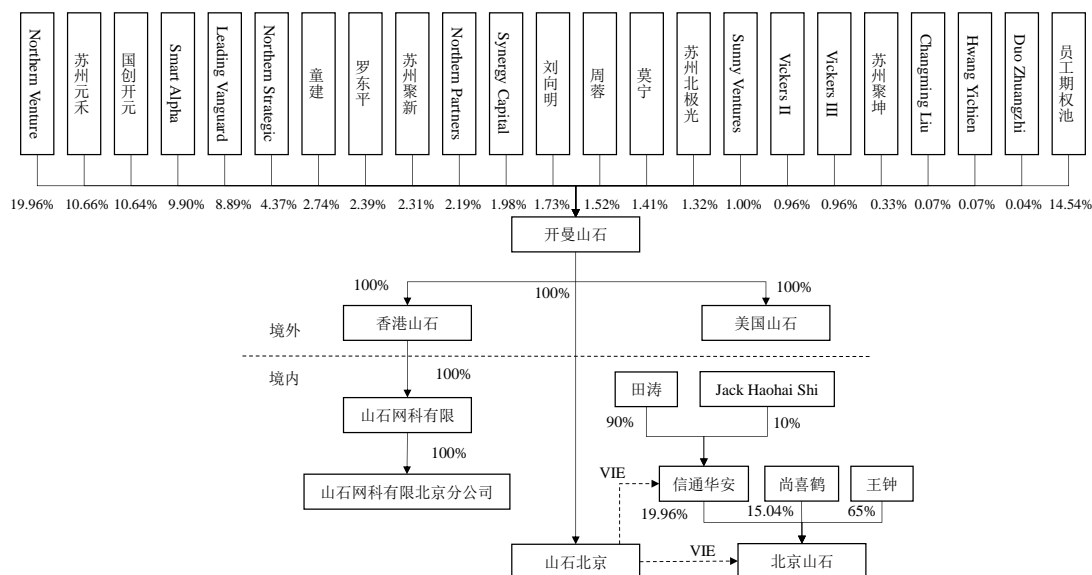 Northern Venture
苏州元禾
国创开元
Smart Alpha
Leading Vanguard
Northern Strategic
童建
罗东平
苏州聚新
Northern Partners
Synergy Capital
刘向明
周蓉
莫宁
苏州北极光
Sunny Ventures
Vickers II
Vickers III
苏州聚坤
Changming Liu
Hwang Yichien
Duo Zhuangzhi
员工期权池
19.96% 10.66% 10.64% 9.90% 8.89% 4.37% 2.74% 2.39% 2.31% 2.19% 1.98% 1.73% 1.52% 1.41% 1.32% 1.00% 0.96% 0.96% 0.33% 0.07% 0.07% 0.04% 14.54%
开曼山石
100% 100% 100%
香港山石 美国山石
境外
境内
100%
田涛 Jack Haohai Shi
山石网科有限
90% 10%
100%
VIE
山石网科有限北京分公司 信通华安 尚喜鹤 王钟
19.96% 15.04% 65%
VIE
山石北京 北京山石